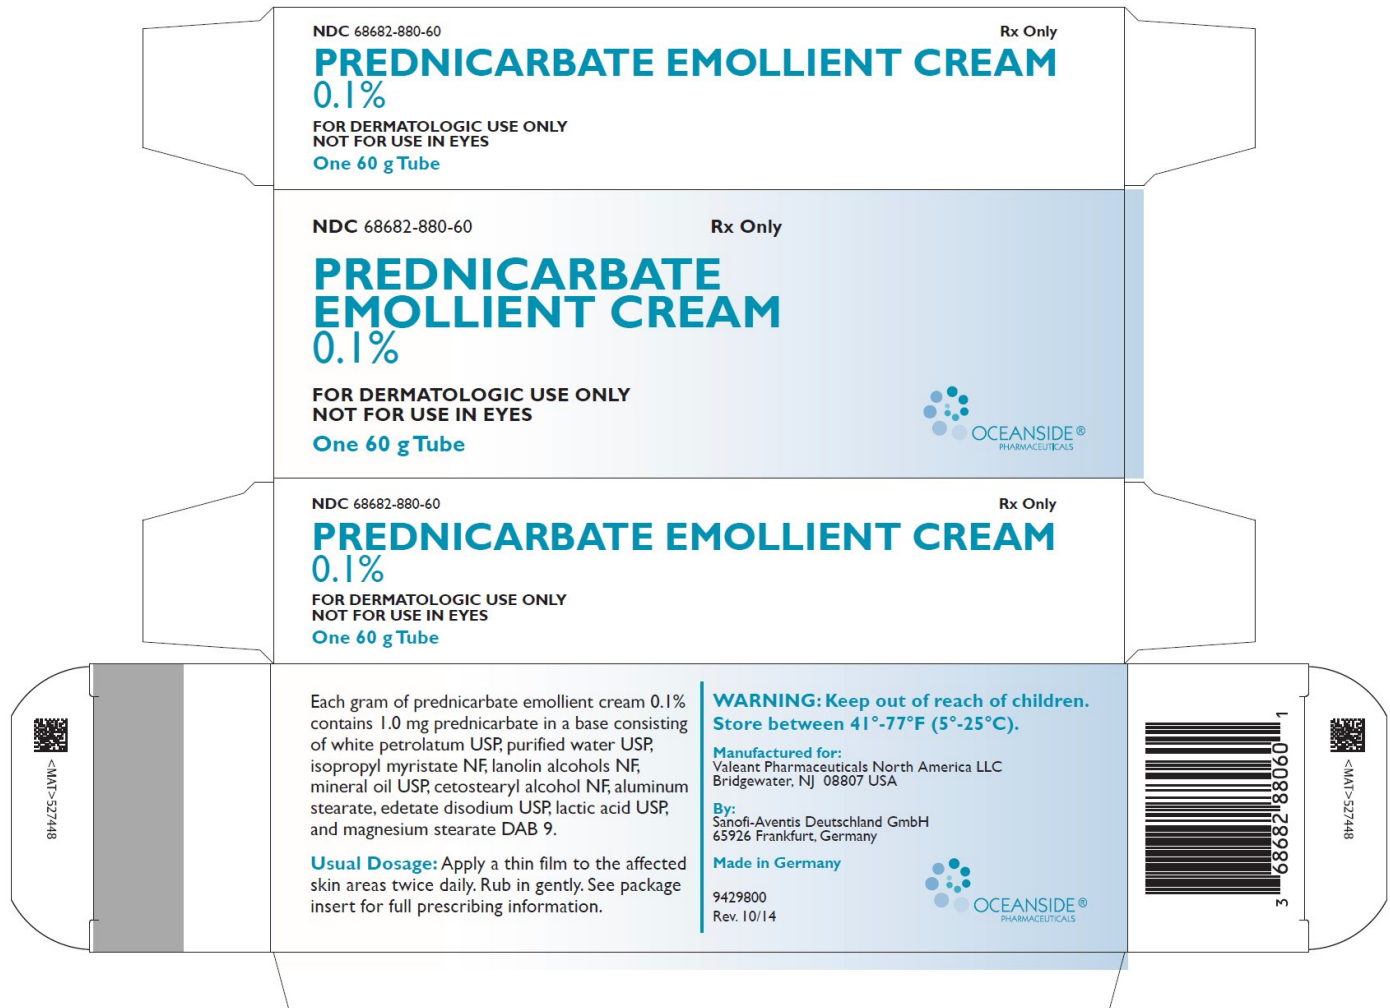 NDC 68682-880-60
Rx Only
PREDNICARBATE EMOLLIENT CREAM
0.1%
FOR DERMATOLOGIC USE ONLY
NOT FOR USE IN EYES
One 60 g Tube
NDC 68682-880-60
Rx Only
PREDNICARBATE
EMOLLIENT CREAM
0.1%
FOR DERMATOLOGIC USE ONLY
NOT FOR USE IN EYES
One 60 g Tube
OCEANSIDE®
PHARMACEUTICALS
NDC 68682-880-60
Rx Only
PREDNICARBATE EMOLLIENT CREAM
0.1%
FOR DERMATOLOGIC USE ONLY
NOT FOR USE IN EYES
One 60 g Tube
<MAT>527448
Each gram of prednicarbate emollient cream 0.1%
contains 1.0 mg prednicarbate in a base consisting
of white petrolatum USP, purified water USP,
isopropyl myristate NF, lanolin alcohols NF,
mineral oil USP, cetostearyl alcohol NF, aluminum
stearate, edetate disodium USP, lactic acid USP,
and magnesium stearate DAB 9.
Usual Dosage: Apply a thin film to the affected
skin areas twice daily. Rub in gently. See package
insert for full prescribing information.
WARNING: Keep out of reach of children.
Store between 41°-77°F (5°-25°C).
Manufactured for:
Valeant Pharmaceuticals North America LLC
Bridgewater, NJ 08807 USA
By:
Sanofi-Aventis Deutschland GmbH
65926 Frankfurt, Germany
Made in Germany
9429800
Rev. 10/14
OCEANSIDE®
PHARMACEUTICALS
3 68682 88060 1
<MAT>527448